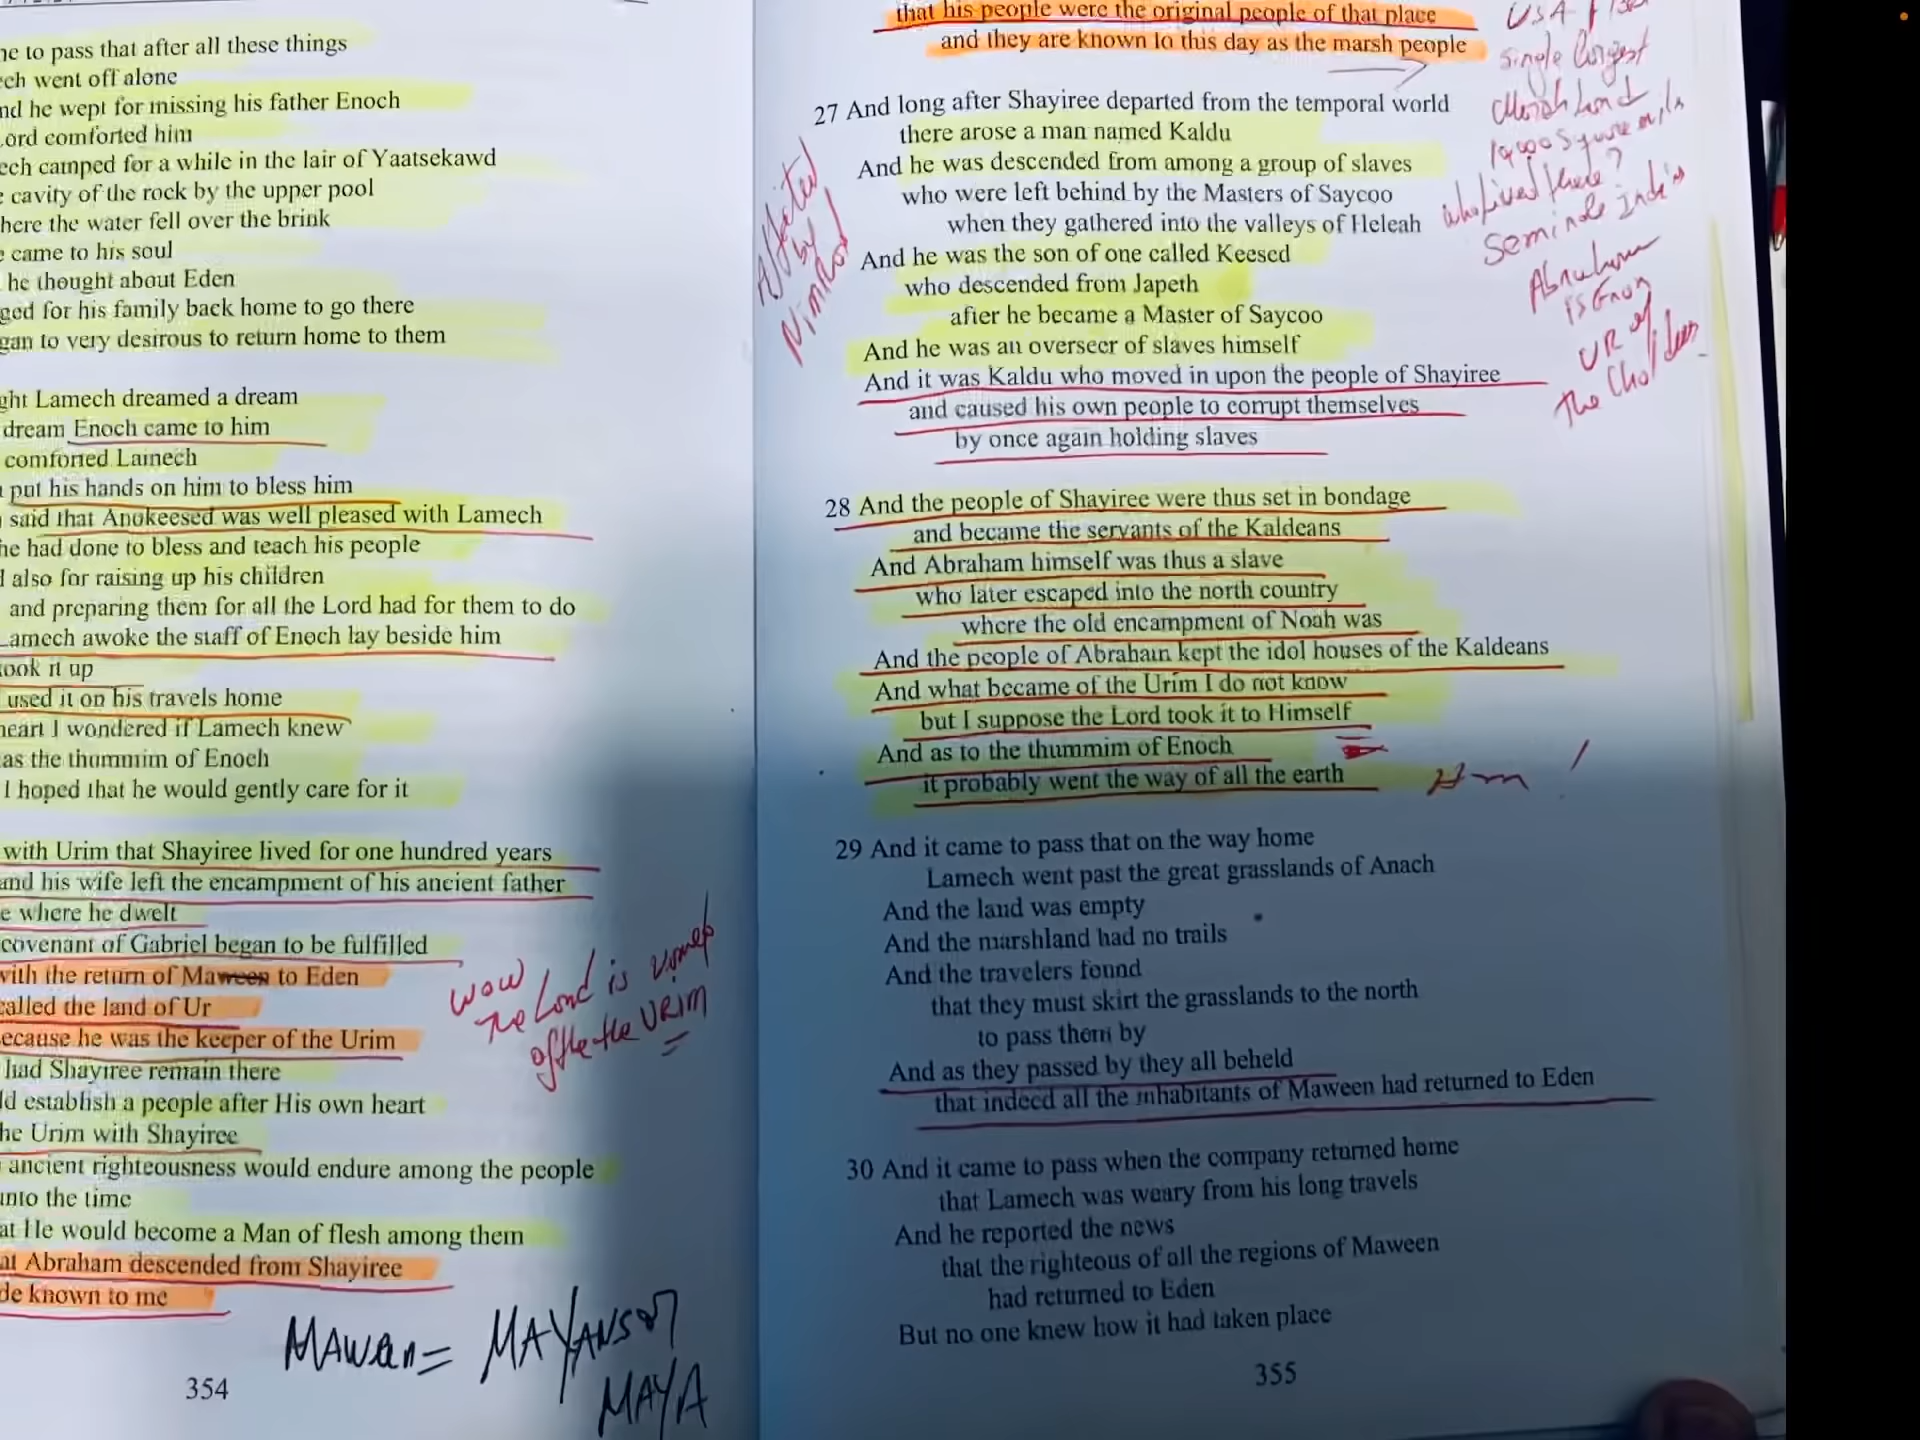 ne to pass that after all these things
ech went off alone
nd he wept for missing his father Enoch
Lord comforted him
ech camped for a while in the lair of Yaatsekawd
e cavity of the rock by the upper pool
here the water fell over the brink
e came to his soul
he thought about Eden
ged for his family back home to go there
gan to very desirous to return home to them
ght Lamech dreamed a dream
dream Enoch came to him
comforted Lamech
put his hands on him to bless him
said that Anokeesed was well pleased with Lamech
he had done to bless and teach his people
also for raising up his children
and preparing them for all the Lord had for them to do
Lamech awoke the staff of Enoch lay beside him
took it up
used it on his travels home
heart I wondered if Lamech knew
as the thummim of Enoch
I hoped that he would gently care for it
with Urim that Shayiree lived for one hundred years
and his wife left the encampment of his ancient father
e where he dwelt
covenant of Gabriel began to be fulfilled
with the return of Maween to Eden
called the land of Ur
ecause he was the keeper of the Urim
had Shayiree remain there
ld establish a people after His own heart
he Urim with Shayiree
ancient righteousness would endure among the people
unto the time
at He would become a Man of flesh among them
at Abraham descended from Shayiree
de known to me
wow
The Lord is
of the the URIM
MAWEEN = MAYANS or
MAYA
354
that his people were the original people of that place
and they are known to this day as the marsh people
USA
single largest
Marsh Land
square mile
who Lived there?
Seminole Indians
Abraham
is from
UR of
The Chaldees
27 And long after Shayiree departed from the temporal world
there arose a man named Kaldu
And he was descended from among a group of slaves
who were left behind by the Masters of Saycoo
when they gathered into the valleys of Heleah
And he was the son of one called Keesed
who descended from Japeth
after he became a Master of Saycoo
And he was an overseer of slaves himself
And it was Kaldu who moved in upon the people of Shayiree
and caused his own people to corrupt themselves
by once again holding slaves
by
Nimrod
28 And the people of Shayiree were thus set in bondage
and became the servants of the Kaldeans
And Abraham himself was thus a slave
who later escaped into the north country
where the old encampment of Noah was
And the people of Abraham kept the idol houses of the Kaldeans
And what became of the Urim I do not know
but I suppose the Lord took it to Himself
And as to the thummim of Enoch
it probably went the way of all the earth
Hm !
29 And it came to pass that on the way home
Lamech went past the great grasslands of Anach
And the land was empty
And the marshland had no trails
And the travelers found
that they must skirt the grasslands to the north
to pass them by
And as they passed by they all beheld
that indeed all the inhabitants of Maween had returned to Eden
30 And it came to pass when the company returned home
that Lamech was weary from his long travels
And he reported the news
that the righteous of all the regions of Maween
had returned to Eden
But no one knew how it had taken place
355